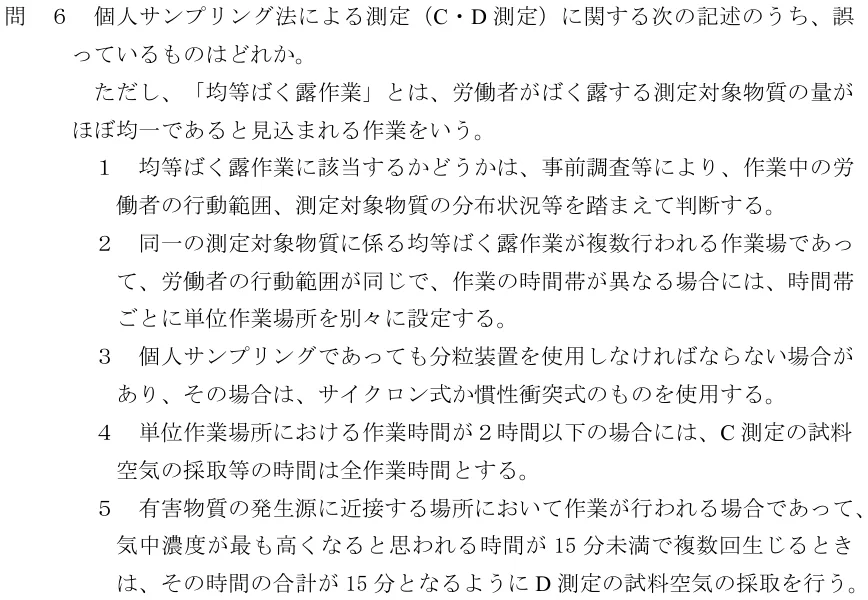 問 6 個人サンプリング法による測定（C・D 測定）に関する次の記述のうち、誤
っているものはどれか。
ただし、「均等ばく露作業」とは、労働者がばく露する測定対象物質の量が
ほぼ均一であると見込まれる作業をいう。
1 均等ばく露作業に該当するかどうかは、事前調査等により、作業中の労
働者の行動範囲、測定対象物質の分布状況等を踏まえて判断する。
2 同一の測定対象物質に係る均等ばく露作業が複数行われる作業場であっ
て、労働者の行動範囲が同じで、作業の時間帯が異なる場合には、時間帯
ごとに単位作業場所を別々に設定する。
3 個人サンプリングであっても分粒装置を使用しなければならない場合が
あり、その場合は、サイクロン式か慣性衝突式のものを使用する。
4 単位作業場所における作業時間が２時間以下の場合には、C 測定の試料
空気の採取等の時間は全作業時間とする。
5 有害物質の発生源に近接する場所において作業が行われる場合であって、
気中濃度が最も高くなると思われる時間が 15 分未満で複数回生じるとき
は、その時間の合計が 15 分となるように D 測定の試料空気の採取を行う。